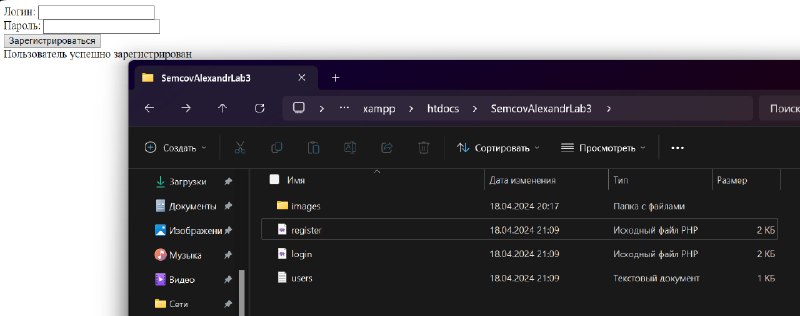 Логин:
Пароль:
Зарегистрироваться
Пользователь успешно зарегистрирован
SemcovAlexandrLab3
xampp > htdocs > SemcovAlexandrLab3 >
Поиск
Создать
Сортировать
Просмотреть
Имя Дата изменения Тип Размер
Загрузки
Документы
Изображени
Музыка
Видео
Сети
images 18.04.2024 20:17 Папка с файлами
register 18.04.2024 21:09 Исходный файл PHP 2 КБ
login 18.04.2024 21:09 Исходный файл PHP 2 КБ
users 18.04.2024 21:09 Текстовый документ 1 КБ